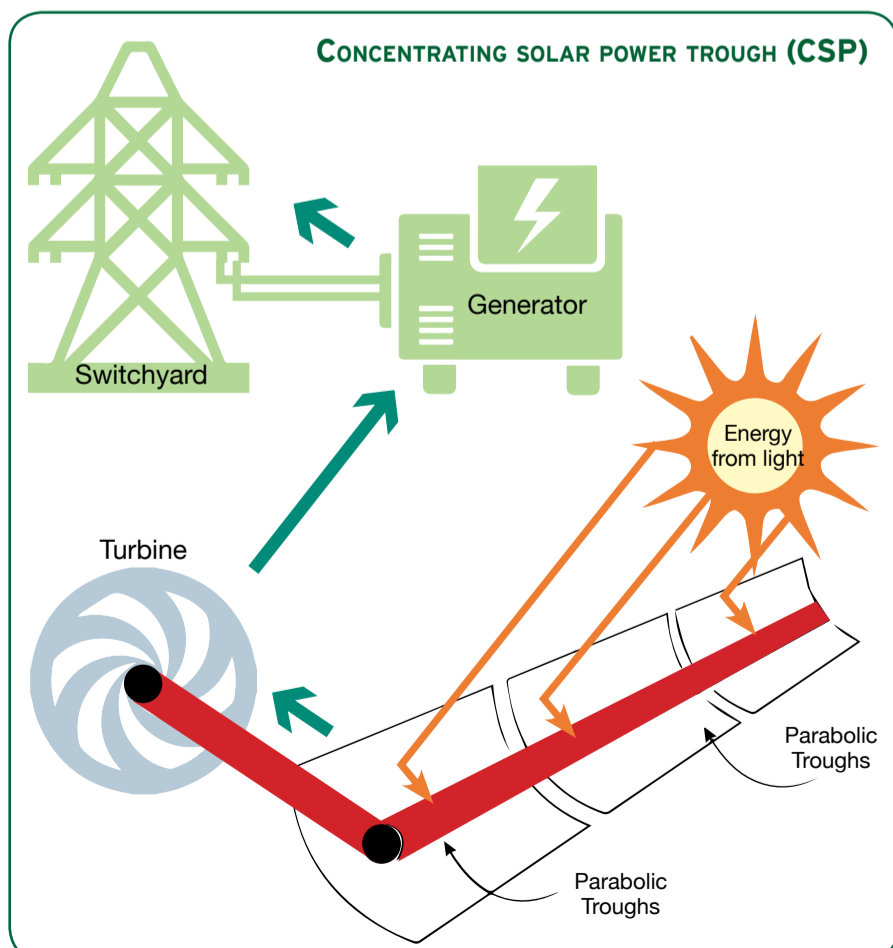 CONCENTRATING SOLAR POWER TROUGH (CSP)
Generator
Switchyard
Energy
from light
Turbine
Parabolic
Troughs
Parabolic
Troughs